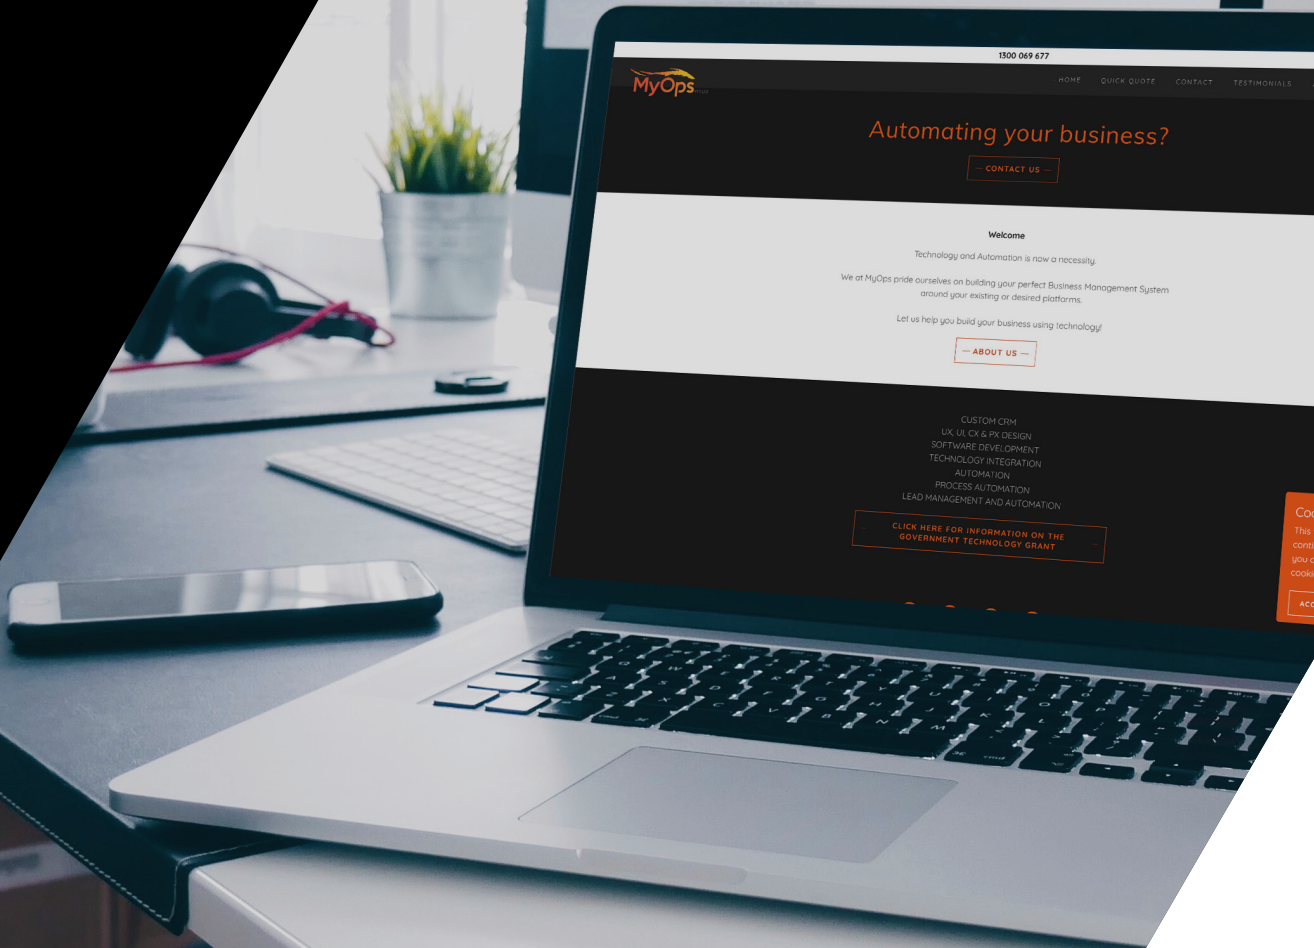 1300 069 677
MyOps
HOME QUICK QUOTE CONTACT TESTIMONIALS
Automating your business?
— CONTACT US —
Welcome
Technology and Automation is now a necessity.
We at MyOps pride ourselves on building your perfect Business Management System
around your existing or desired platforms.
Let us help you build your business using technology!
— ABOUT US —
CUSTOM CRM
UX, UI, CX & PX DESIGN
SOFTWARE DEVELOPMENT
TECHNOLOGY INTEGRATION
AUTOMATION
PROCESS AUTOMATION
LEAD MANAGEMENT AND AUTOMATION
CLICK HERE FOR INFORMATION ON THE
GOVERNMENT TECHNOLOGY GRANT
This
you